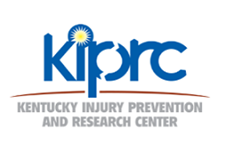 kiprc
KENTUCKY INJURY PREVENTION
AND RESEARCH CENTER